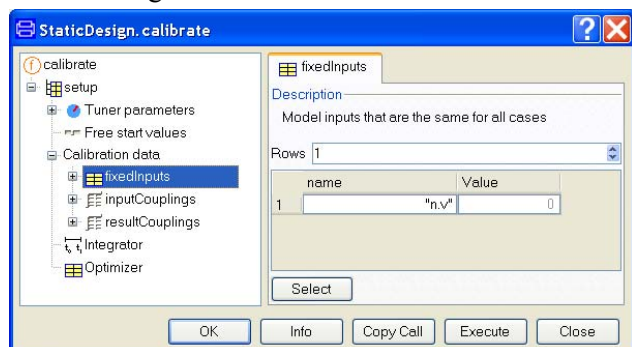 StaticDesign.calibrate
calibrate
setup
Tuner parameters
Free start values
Calibration data
fixedInputs
inputCouplings
resultCouplings
Integrator
Optimizer
fixedInputs
Description
Model inputs that are the same for all cases
Rows 1
name Value
1 "n.v" 0
Select
OK Info Copy Call Execute Close